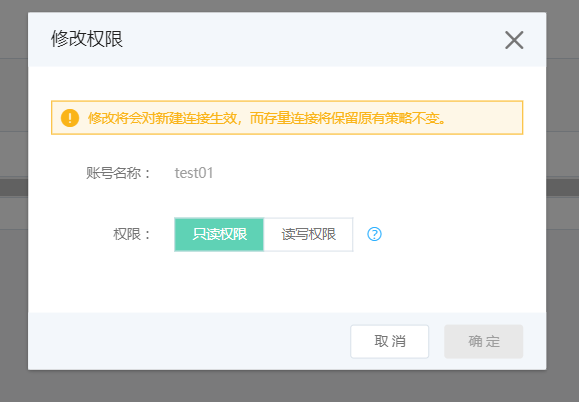 修改权限
修改将会对新建连接生效，而存量连接将保留原有策略不变。
账号名称： test01
权限： 只读权限 读写权限
取 消 确 定